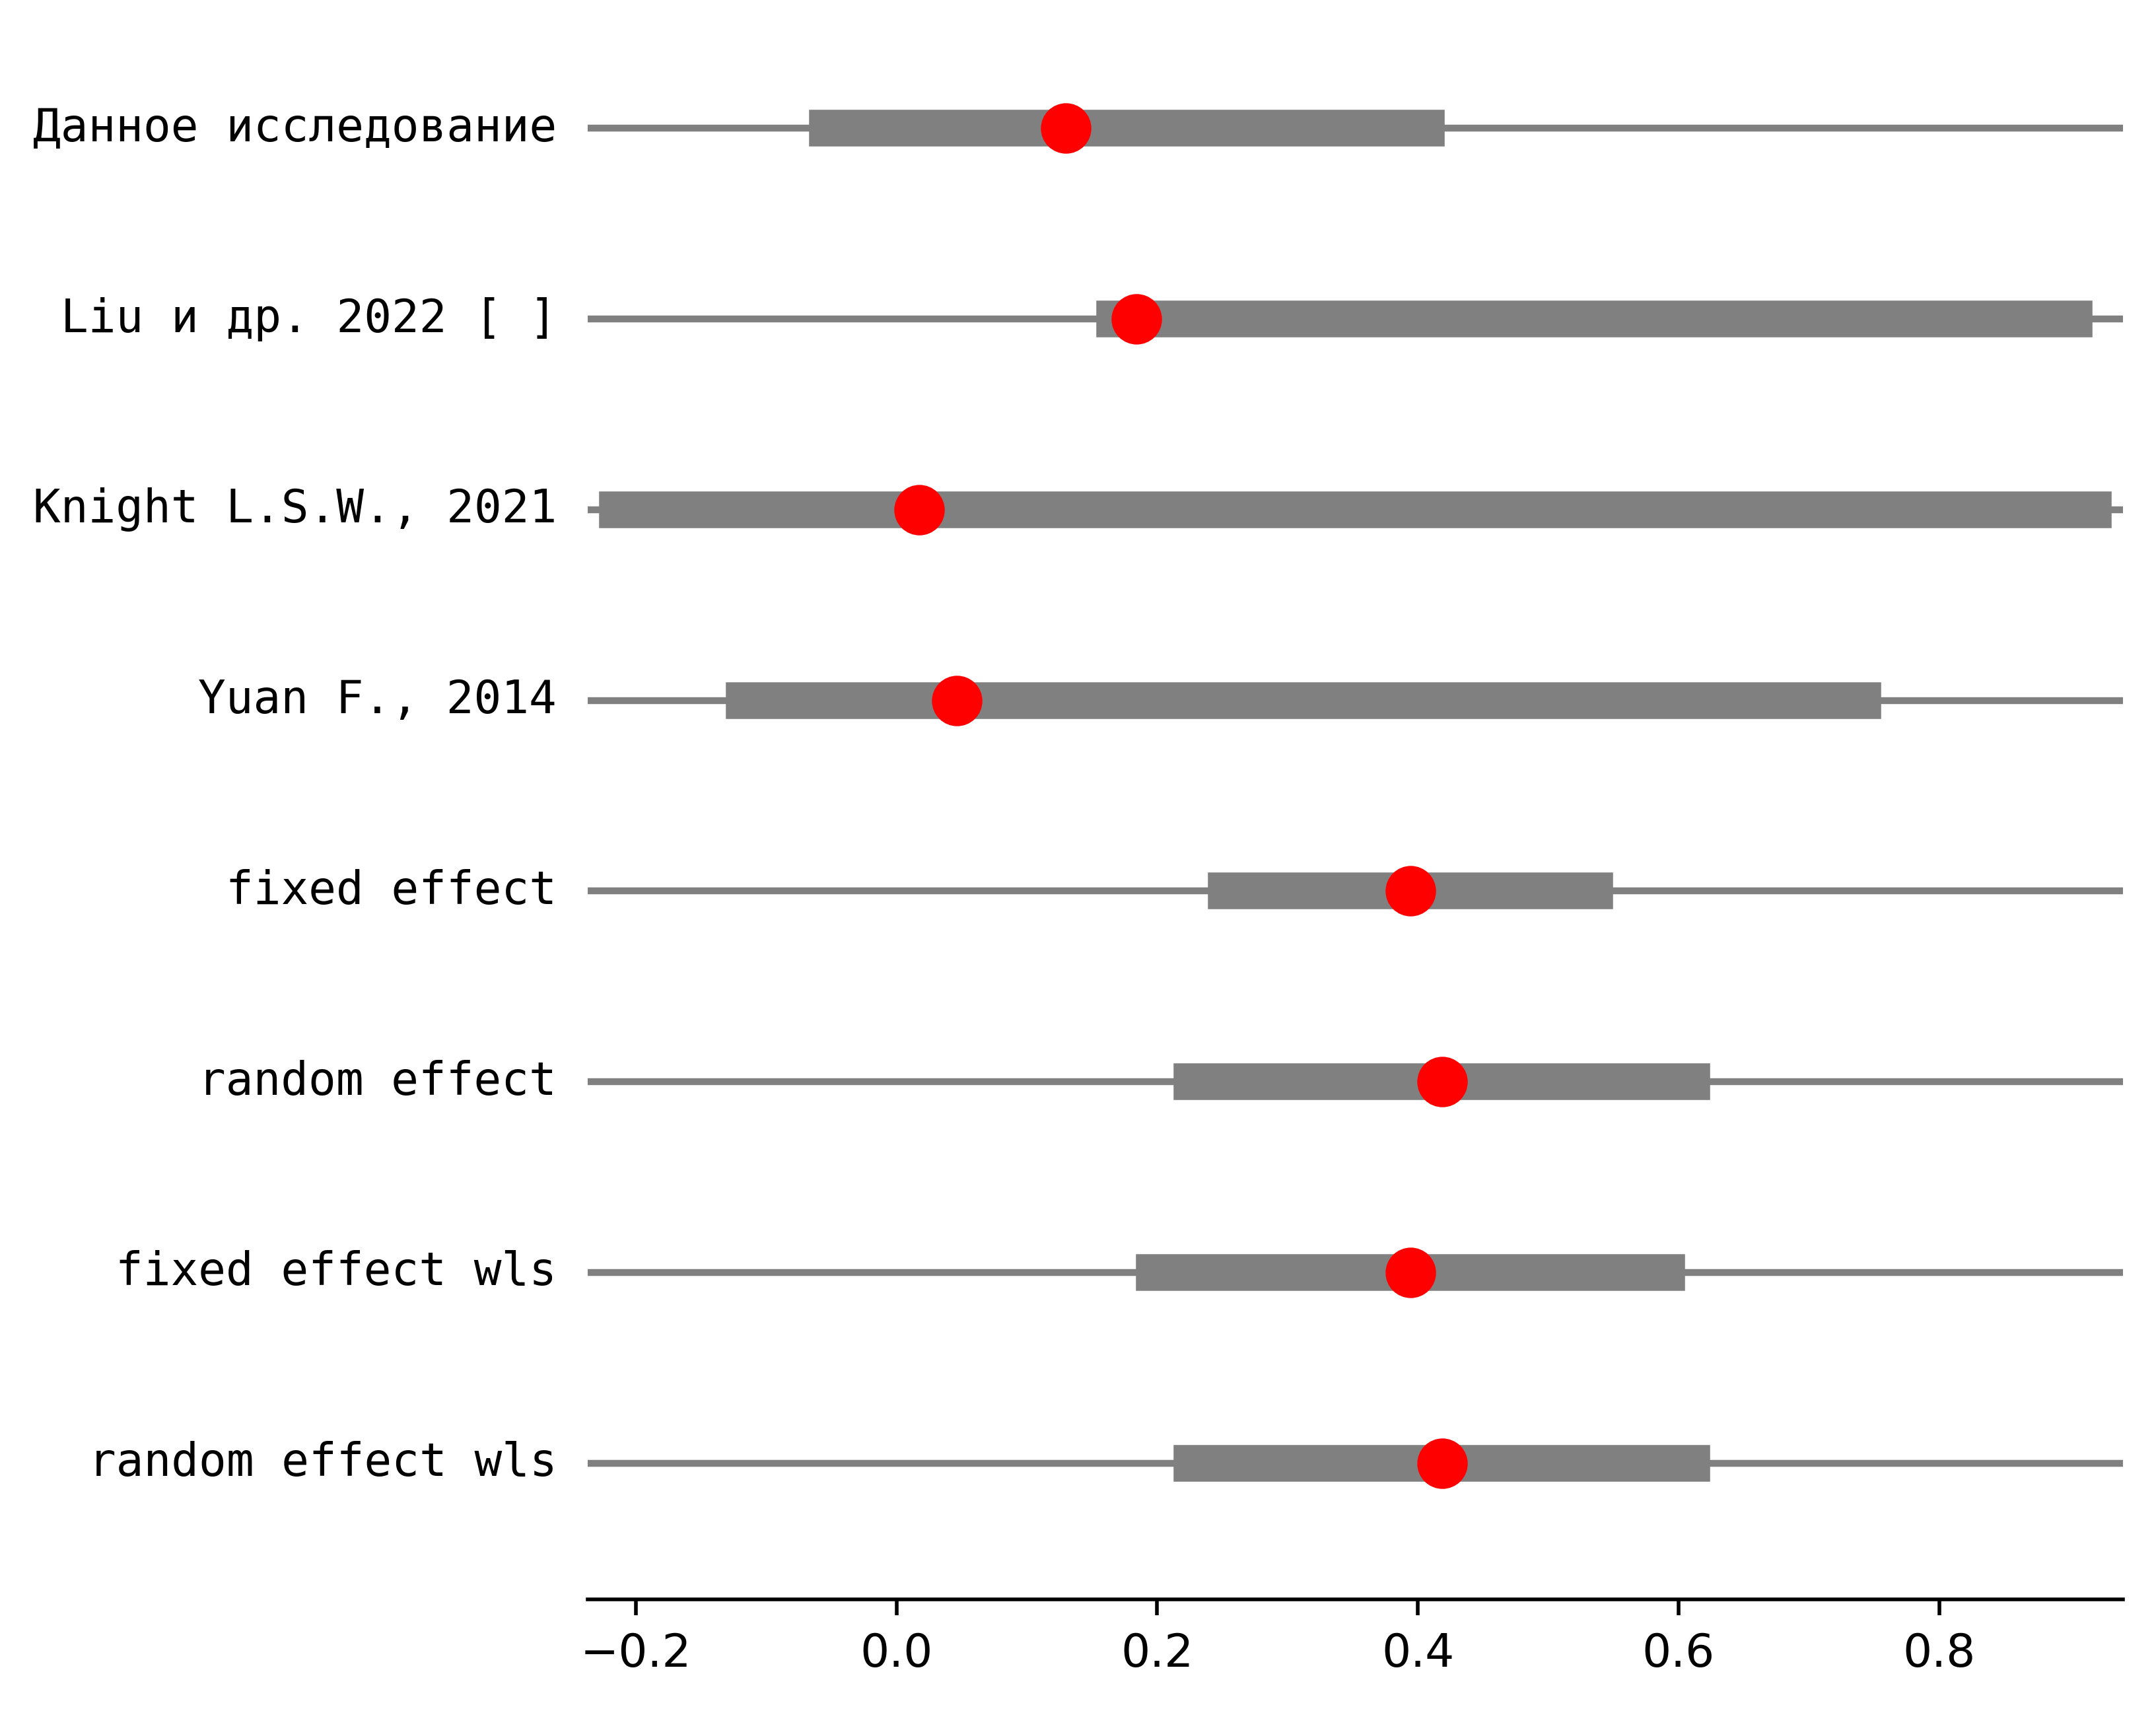 Данное исследование
Liu и др. 2022 [ ]
Knight L.S.W., 2021
Yuan F., 2014
fixed effect
random effect
fixed effect wls
random effect wls
−0.2 0.0 0.2 0.4 0.6 0.8